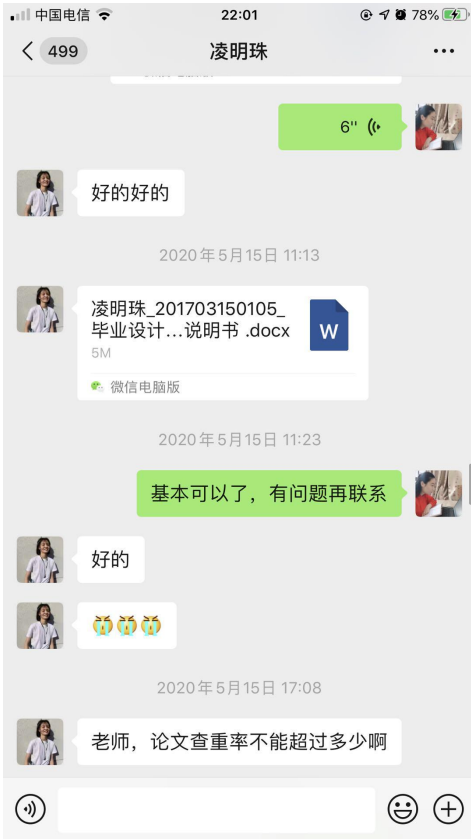 中国电信 22:01 78%
499 凌明珠
6''
好的好的
2020年5月15日 11:13
凌明珠_201703150105_
毕业设计...说明书 .docx
W
5M
微信电脑版
2020年5月15日 11:23
基本可以了，有问题再联系
好的
2020年5月15日 17:08
老师，论文查重率不能超过多少啊